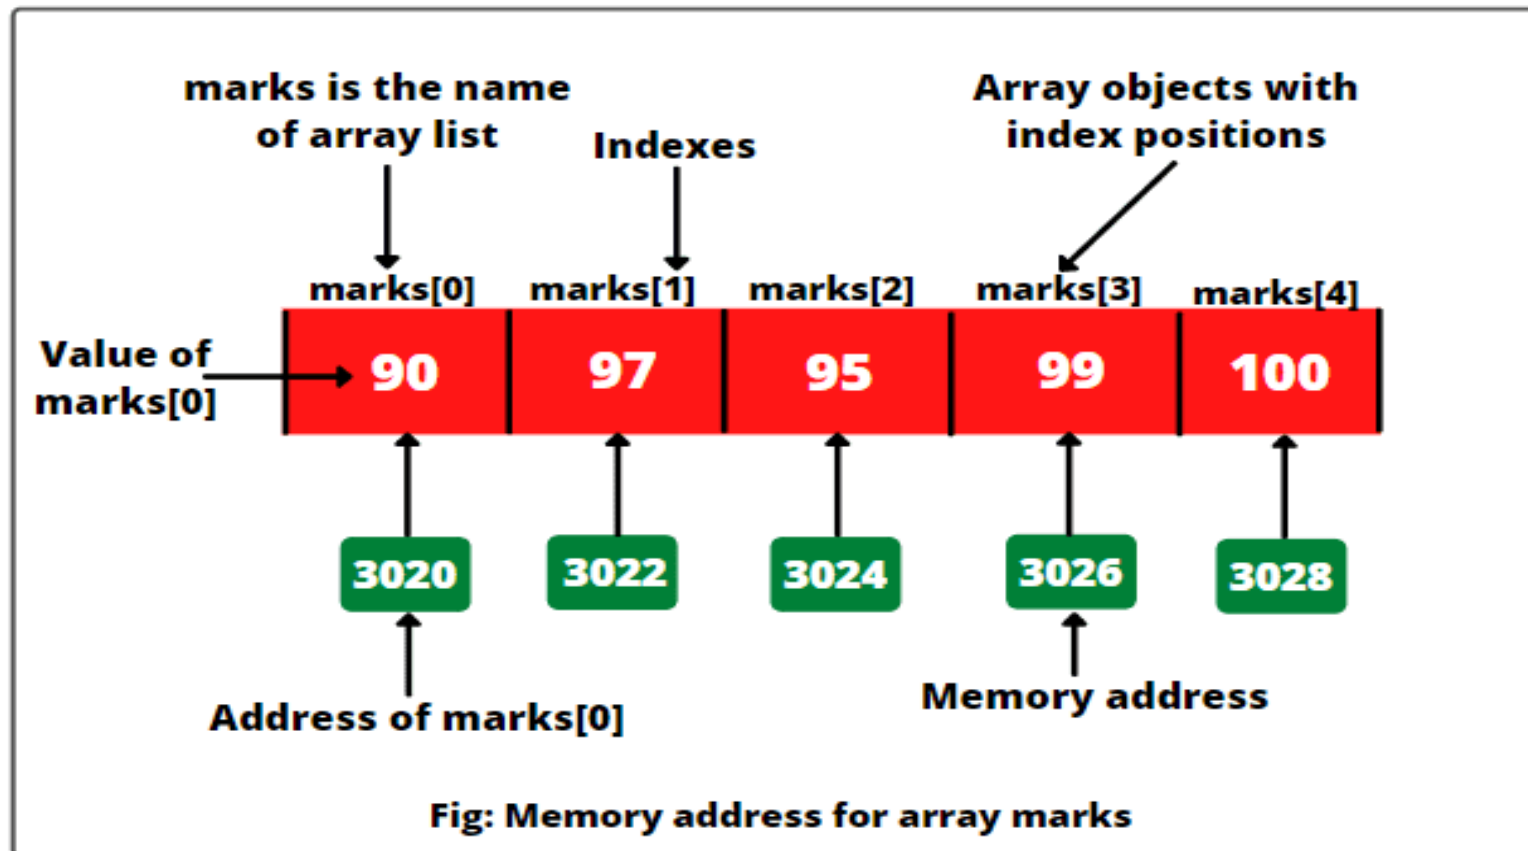 marks is the name
of array list
Indexes
Array objects with
index positions
marks[0]
marks[1]
marks[2]
marks[3]
marks[4]
Value of
marks[0]
90
97
95
99
100
3020
3022
3024
3026
3028
Address of marks[0]
Memory address
Fig: Memory address for array marks